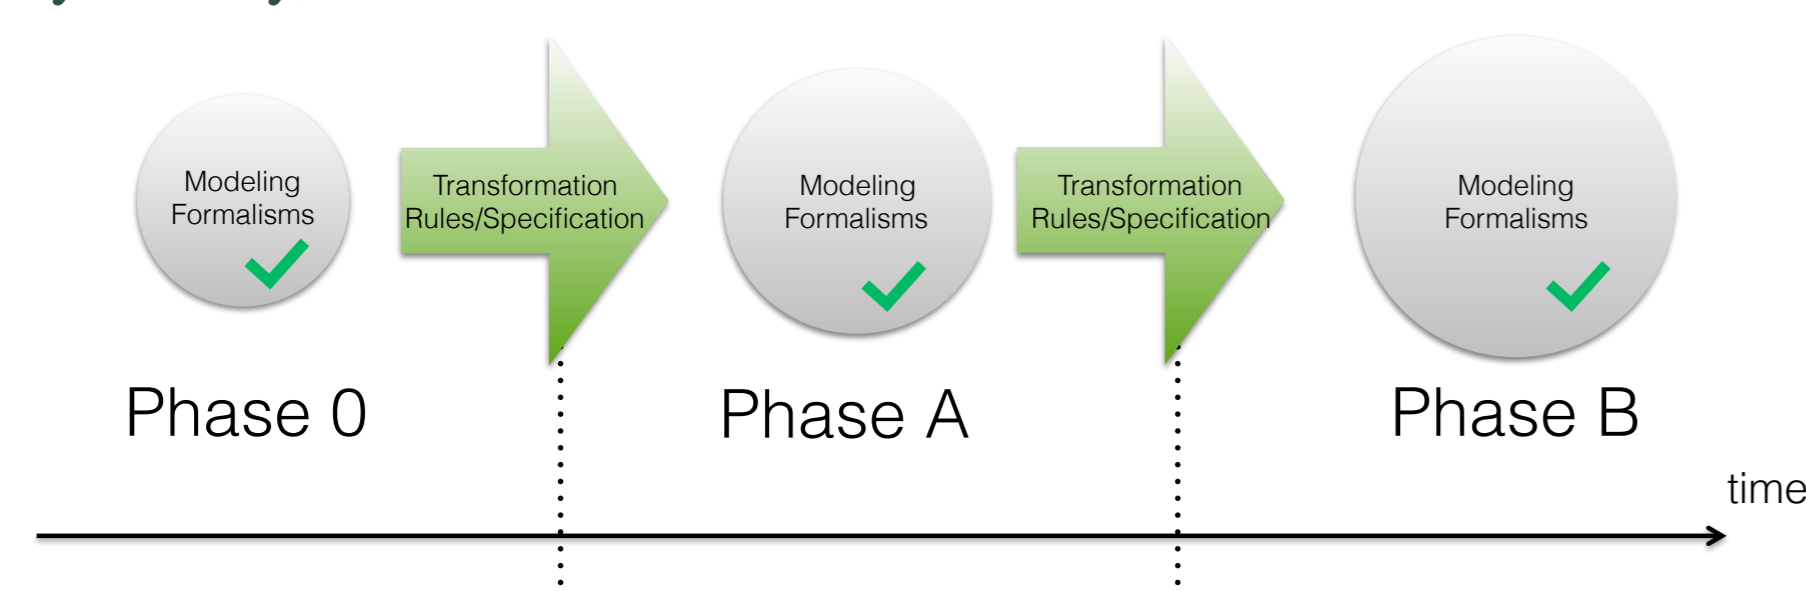 Modeling
Formalisms
Transformation
Rules/Specification
Modeling
Formalisms
Transformation
Rules/Specification
Modeling
Formalisms
Phase 0
Phase A
Phase B
time